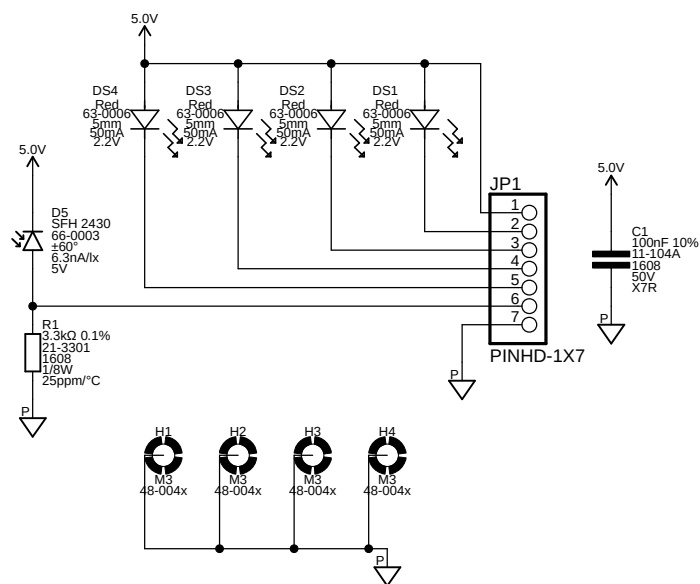 5.0V
DS4
Red
63-0006
5mm
50mA
2.2V
DS3
Red
63-0006
5mm
50mA
2.2V
DS2
Red
63-0006
5mm
50mA
2.2V
DS1
Red
63-0006
5mm
50mA
2.2V
5.0V
D5
SFH 2430
66-0003
±60°
6.3nA/lx
5V
R1
3.3kΩ 0.1%
21-3301
1608
1/8W
25ppm/°C
P
JP1
1
2
3
4
5
6
7
PINHD-1X7
P
5.0V
C1
100nF 10%
11-104A
1608
50V
X7R
P
H1
M3
48-004x
H2
M3
48-004x
H3
M3
48-004x
H4
M3
48-004x
P